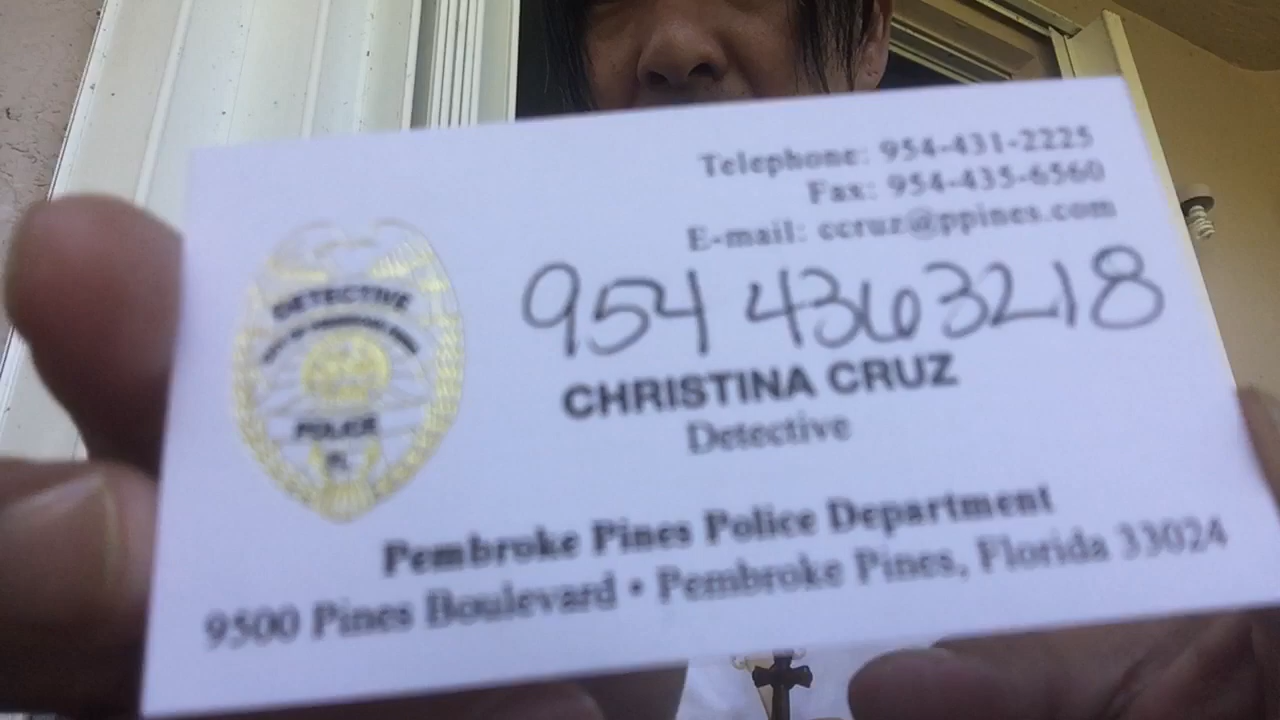 Telephone: 954-431-2225
Fax: 954-435-6560
E-mail: ccruz@ppines.com
954 4363218
CHRISTINA CRUZ
Detective
DETECTIVE
POLICE
FL
Pembroke Pines Police Department
9500 Pines Boulevard • Pembroke Pines, Florida 33024